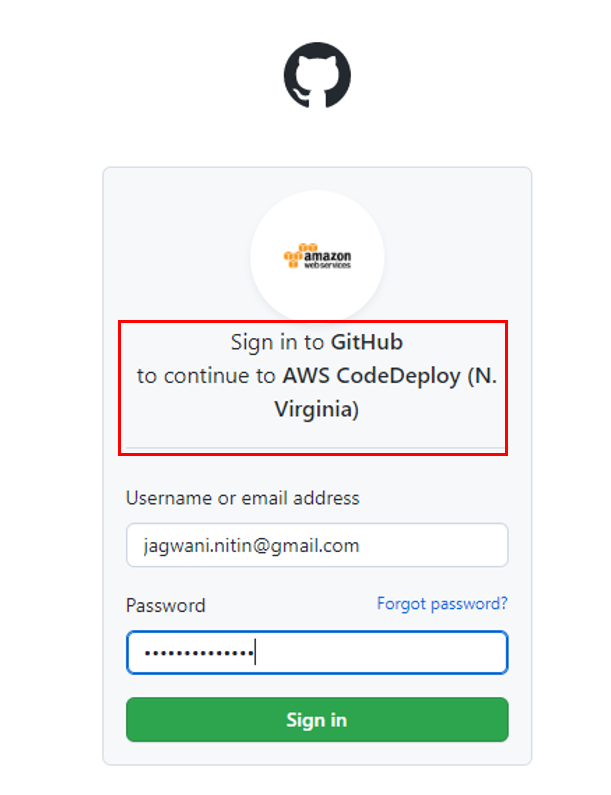 amazon
webservices
Sign in to GitHub
to continue to AWS CodeDeploy (N.
Virginia)
Username or email address
jagwani.nitin@gmail.com
Password Forgot password?
••••••••••••••
Sign in